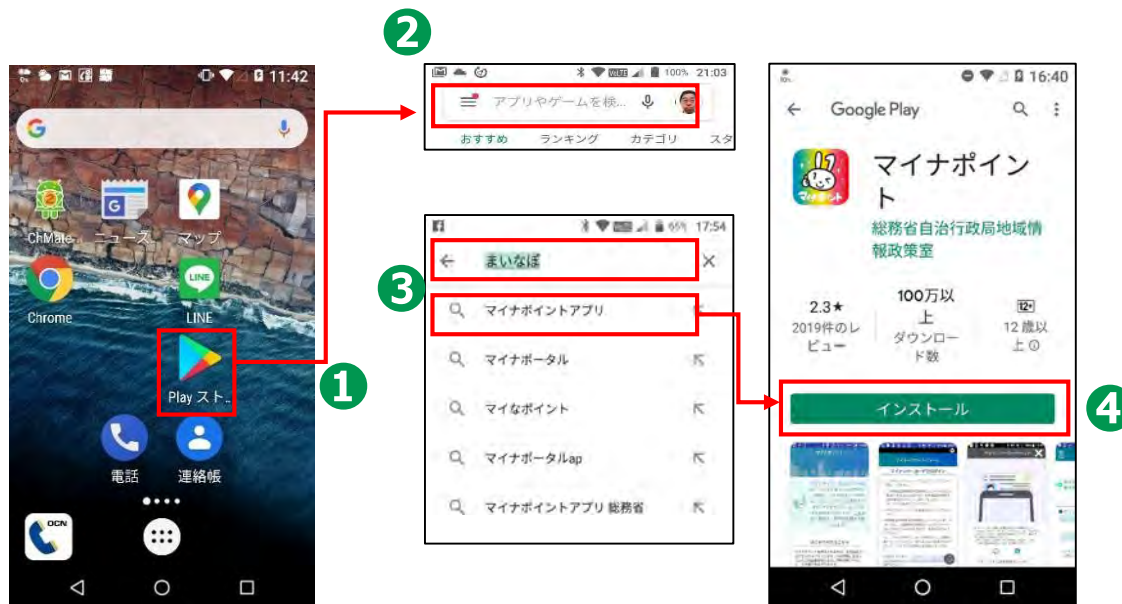 11:42
G
ChMate
ニュース
マップ
Chrome
LINE
LINE
Play スト..
電話
連絡帳
OCN
1
2
100% 21:03
アプリやゲームを検...
おすすめ
ランキング
カテゴリ
スタ
3
65% 17:54
まいなぽ
マイナポイントアプリ
マイナポータル
マイなポイント
マイナポータルap
マイナポイントアプリ 総務省
16:40
Google Play
マイナポイン
ト
総務省自治行政局地域情
報政策室
2.3★
2019件のレ
ビュー
100万以
上
ダウンロー
ド数
12+
12 歳以
上
インストール
4